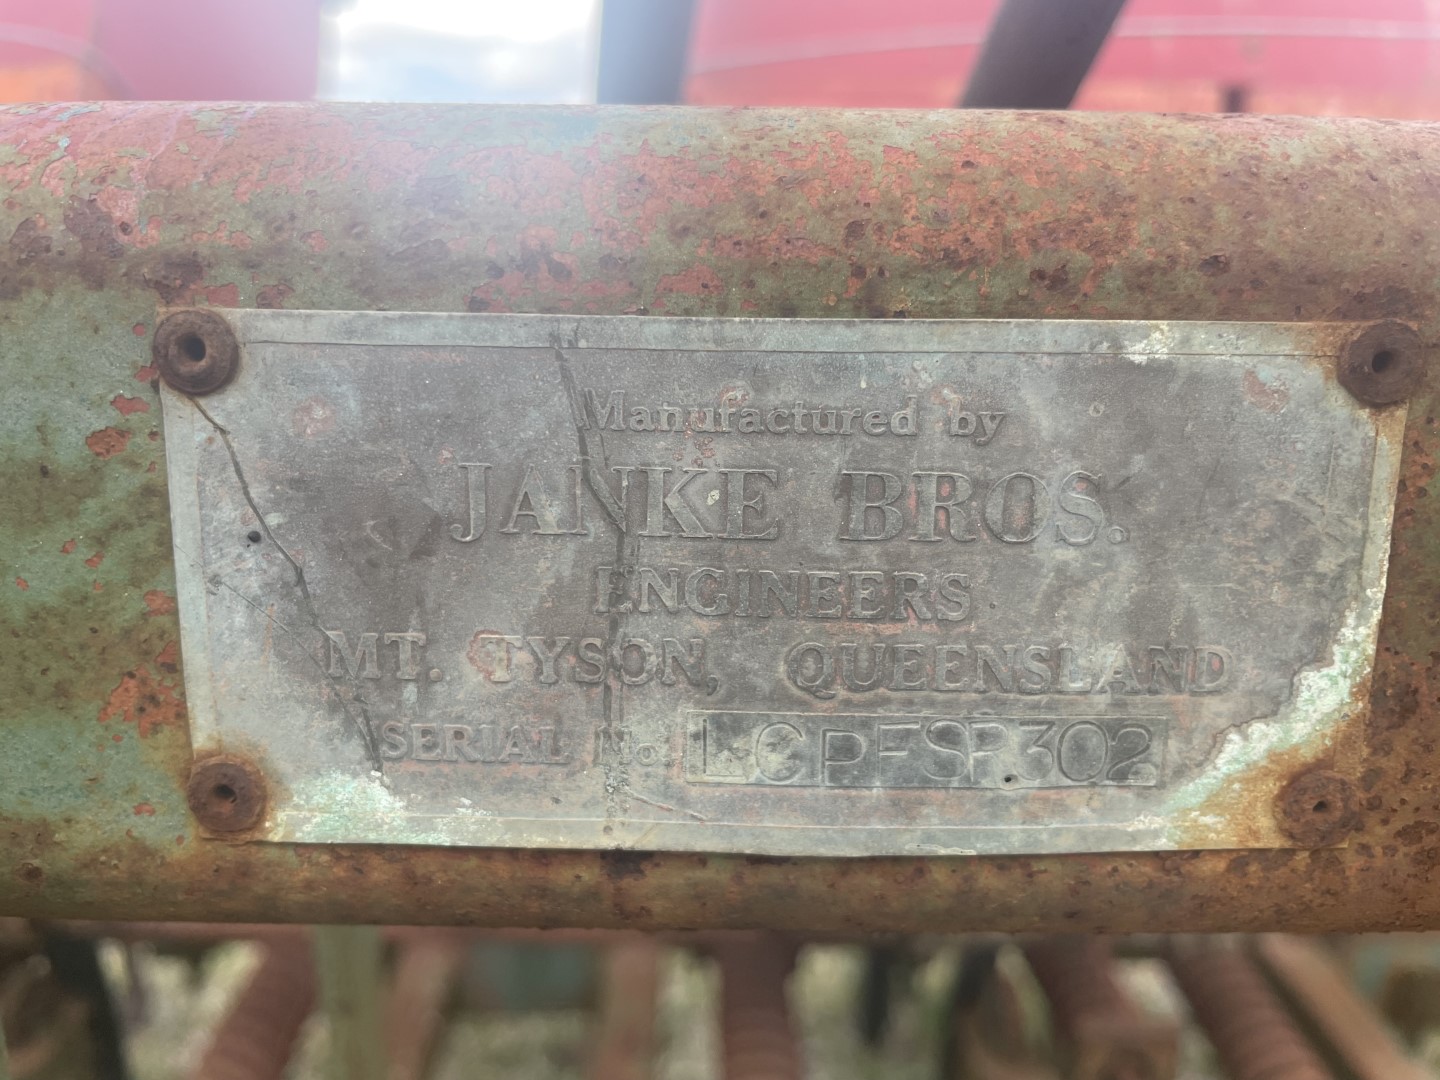 Manufactured by
JANKE BROS.
ENGINEERS
MT. TYSON, QUEENSLAND
SERIAL No. LCPFSP302